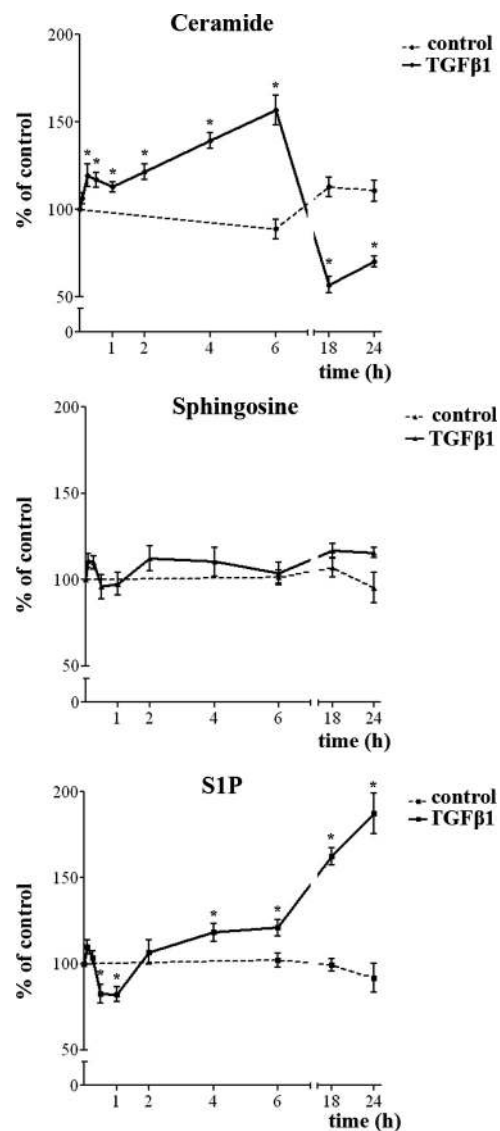 Ceramide
control
TGFβ1
% of control
200
150
100
50
0
* * * * * * * *
1 2 4 6 18 24
time (h)
Sphingosine
control
TGFβ1
% of control
200
150
100
50
0
1 2 4 6 18 24
time (h)
S1P
control
TGFβ1
% of control
200
150
100
50
0
* * * * * *
1 2 4 6 18 24
time (h)